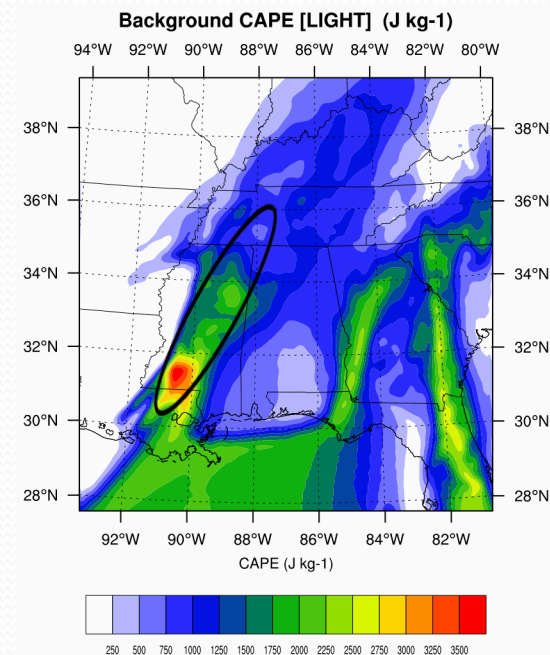 Background CAPE [LIGHT] (J kg-1)
94°W 92°W 90°W 88°W 86°W 84°W 82°W 80°W
38°N 38°N
36°N 36°N
34°N 34°N
32°N 32°N
30°N 30°N
28°N 28°N
92°W 90°W 88°W 86°W 84°W 82°W
CAPE (J kg-1)
250 500 750 1000 1250 1500 1750 2000 2250 2500 2750 3000 3250 3500